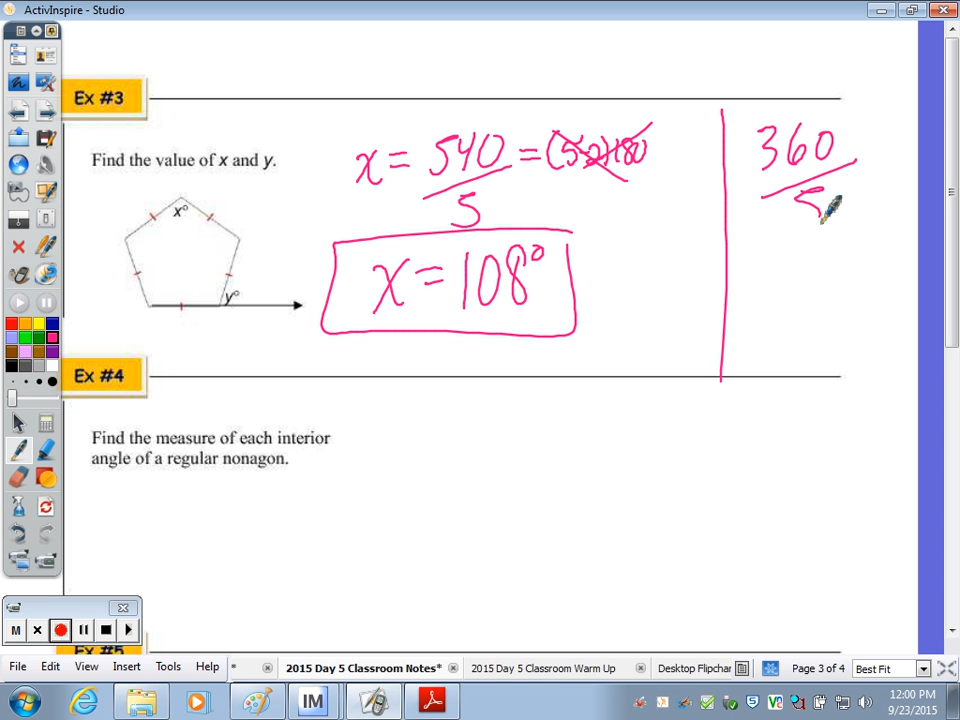 ActivInspire - Studio
Ex #3
Find the value of x and y.
x°
y°
x = 540/5 = (5-2)180
x = 108°
360/5
Ex #4
Find the measure of each interior
angle of a regular nonagon.
Ex #5
M
File Edit View Insert Tools Help * 2015 Day 5 Classroom Notes* 2015 Day 5 Classroom Warm Up Desktop Flipchar Page 3 of 4 Best Fit
IM
12:00 PM
9/23/2015